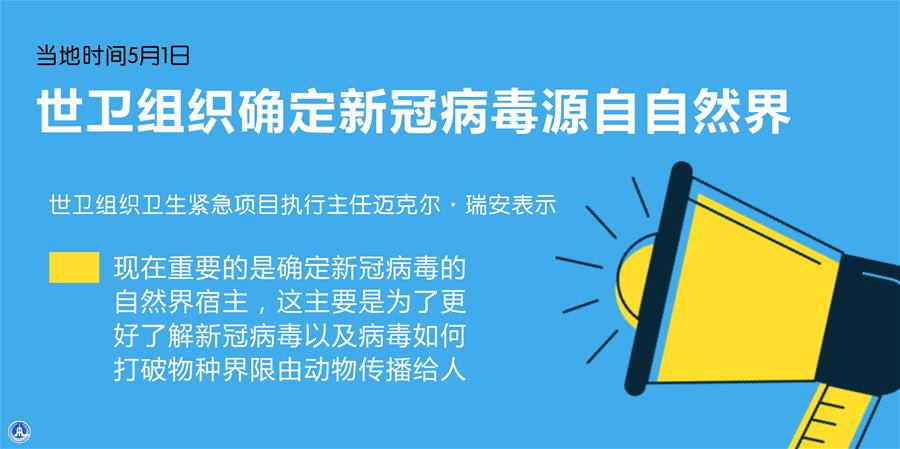 当地时间5月1日
世卫组织确定新冠病毒源自自然界
世卫组织卫生紧急项目执行主任迈克尔·瑞安表示
现在重要的是确定新冠病毒的
自然界宿主，这主要是为了更
好了解新冠病毒以及病毒如何
打破物种界限由动物传播给人